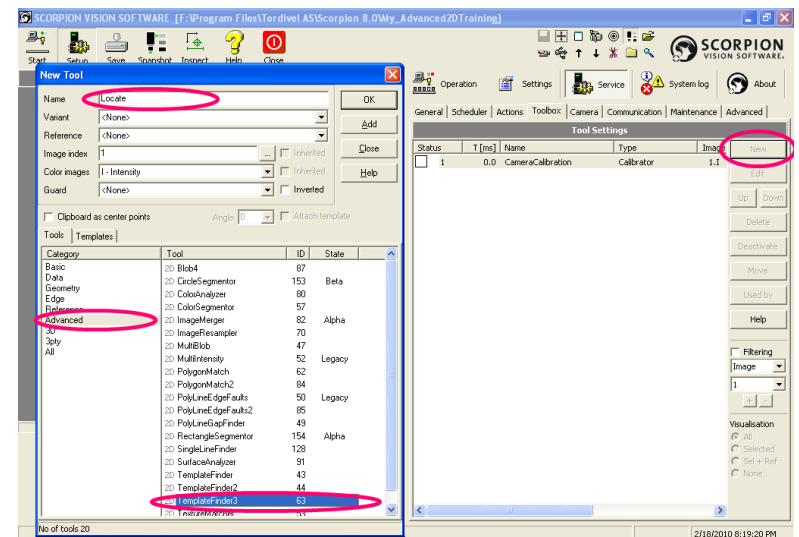 SCORPION VISION SOFTWARE [F:\Program Files\Tordivel AS\Scorpion 8.0\My_Advanced2DTraining]
Start Setup Save Snapshot Inspect Help Close
SCORPION
VISION SOFTWARE.
Operation Settings Service System log About
General Scheduler Actions Toolbox Camera Communication Maintenance Advanced
Tool Settings
Status T [ms] Name Type Image
1 0.0 CameraCalibration Calibrator 1.I
New
Edit
Up Down
Delete
Deactivate
Move
Used by
Help
Filtering
Image
1
+ -
Visualisation
All
Selected
Sel + Ref
None
New Tool
Name Locate OK
Variant <None>
Add
Reference <None>
Image index 1 ... Inherited Close
Color images I - Intensity Inherited Help
Guard <None> Inverted
Clipboard as center points Angle 0 Attach template
Tools Templates
Category
Basic
Data
Geometry
Edge
Reference
Advanced
3D
3pty
All
Tool ID State
2D Blob4 87
2D CircleSegmentor 153 Beta
2D ColorAnalyzer 80
2D ColorSegmentor 57
2D ImageMerger 82 Alpha
2D ImageResampler 70
2D MultiBlob 47
2D MultiIntensity 52 Legacy
2D PolygonMatch 62
2D PolygonMatch2 84
2D PolyLineEdgeFaults 50 Legacy
2D PolyLineEdgeFaults2 85
2D PolyLineGapFinder 49
2D RectangleSegmentor 154 Alpha
2D SingleLineFinder 128
2D SurfaceAnalyzer 91
2D TemplateFinder 43
2D TemplateFinder2 44
2D TemplateFinder3 63
2D TextureMatcher 53
No of tools 20
2/18/2010 8:19:20 PM